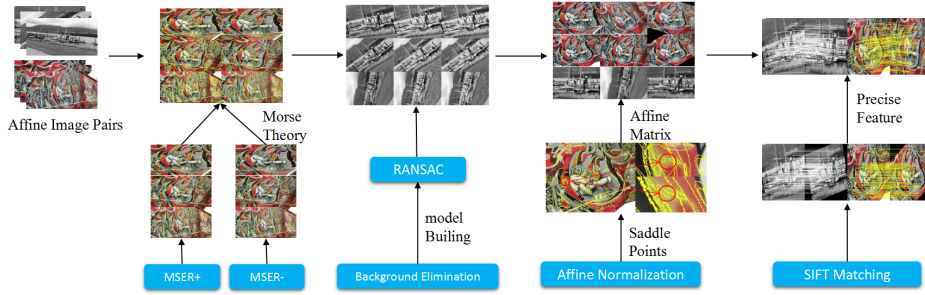 Affine Image Pairs
Morse
Theory
MSER+
MSER-
RANSAC
model
Builing
Background Elimination
Affine
Matrix
Saddle
Points
Affine Normalization
Precise
Feature
SIFT Matching